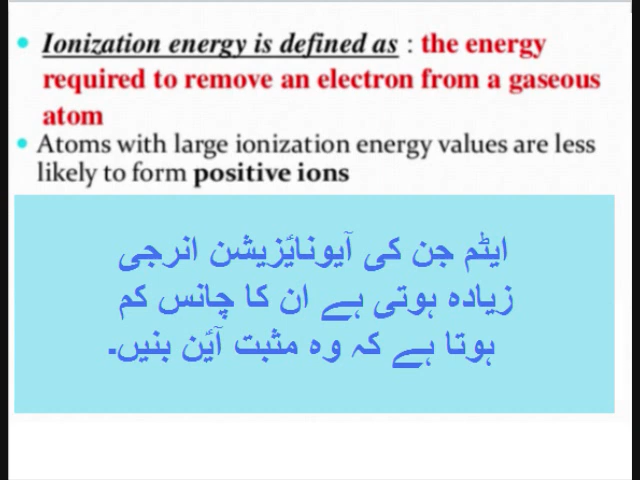 • Ionization energy is defined as : the energy
required to remove an electron from a gaseous
atom
• Atoms with large ionization energy values are less
likely to form positive ions
ایٹم جن کی آیونائزیشن انرجی
زیادہ ہوتی ہے ان کا چانس کم
ہوتا ہے کہ وہ مثبت آئن بنیں۔